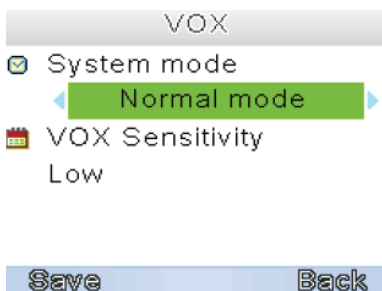 VOX
System mode
Normal mode
VOX Sensitivity
Low
Save Back